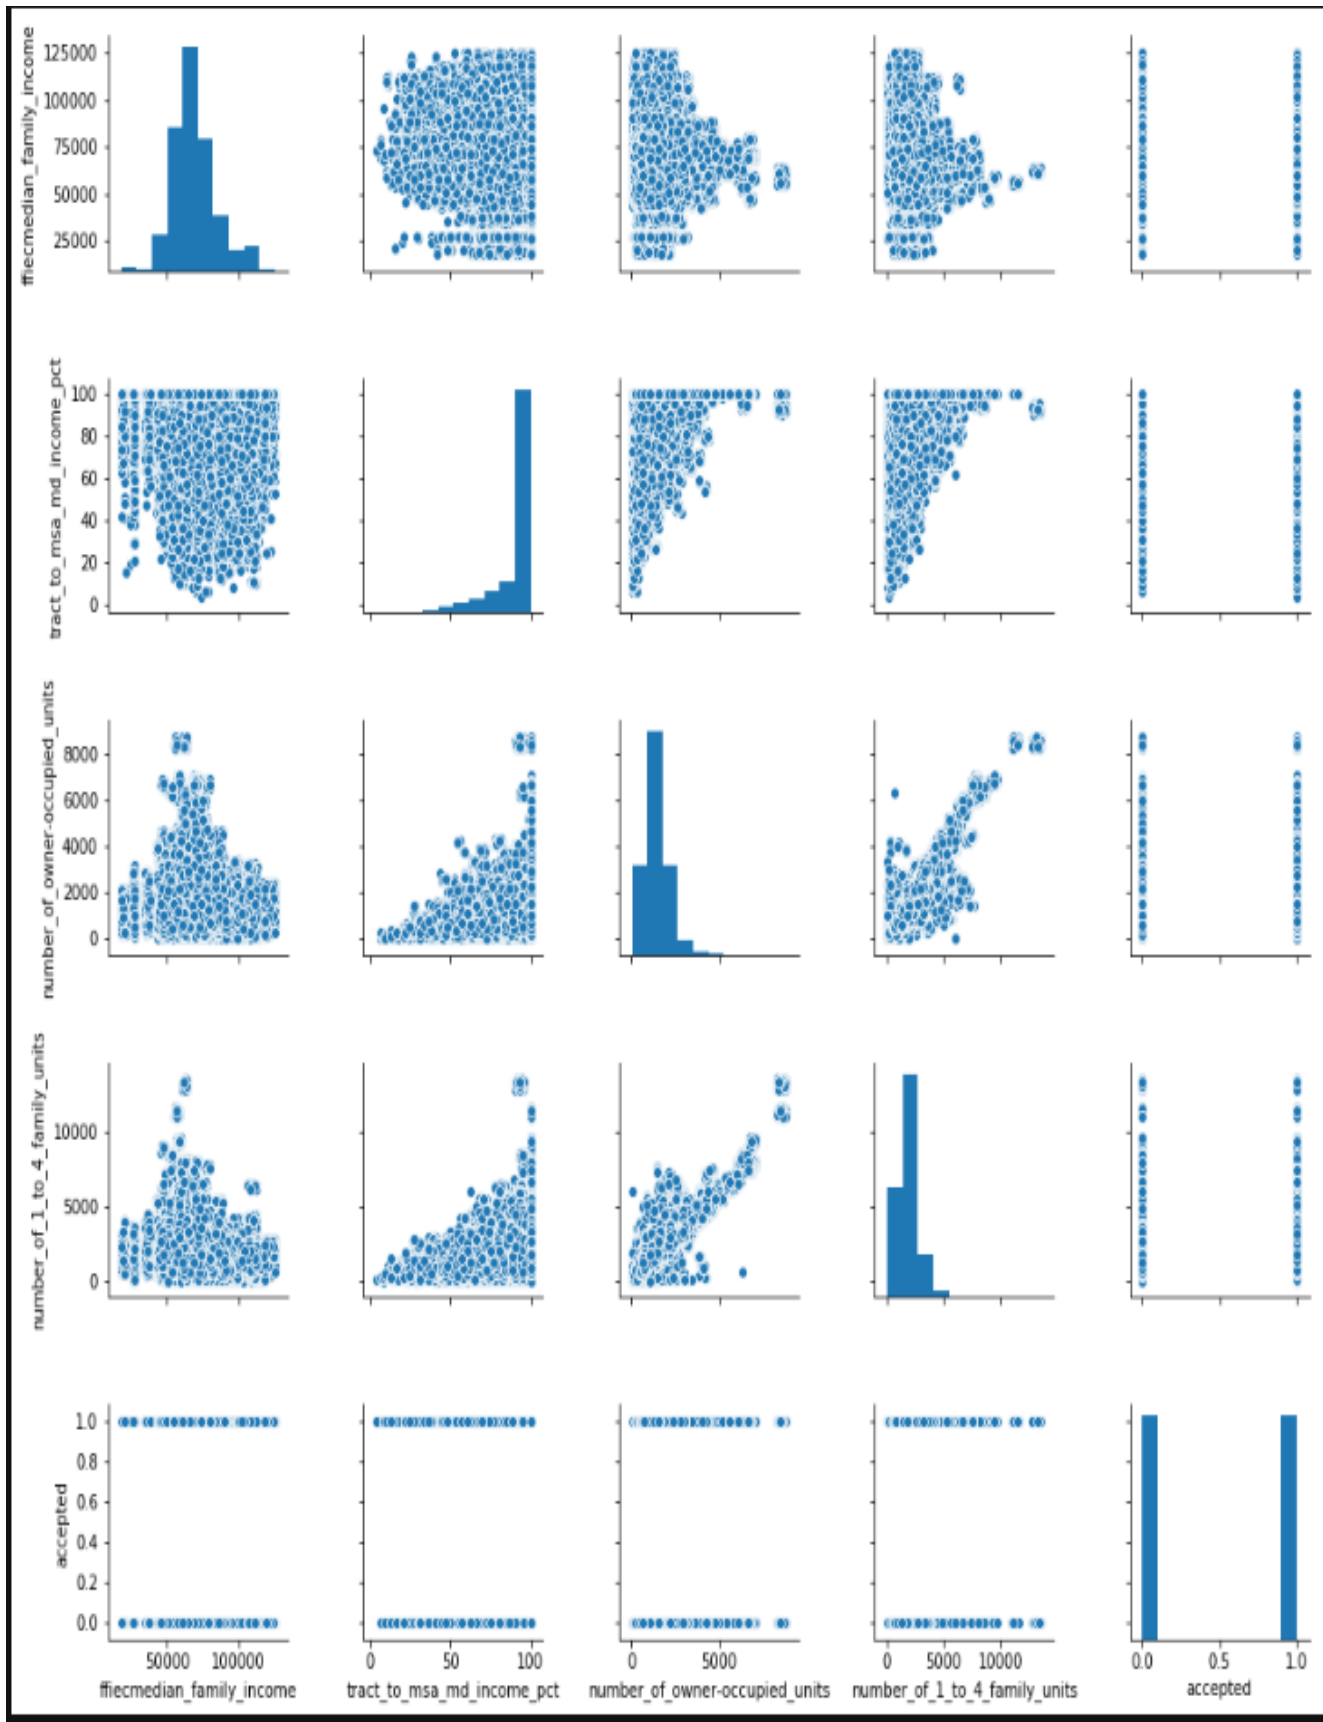 ffiecmedian_family_income
125000
100000
75000
50000
25000
tract_to_msa_md_income_pct
100
80
60
40
20
0
number_of_owner-occupied_units
8000
6000
4000
2000
0
number_of_1_to_4_family_units
10000
5000
0
accepted
1.0
0.8
0.6
0.4
0.2
0.0
50000 100000
0 50 100
0 5000
0 5000 10000
0.0 0.5 1.0
ffiecmedian_family_income
tract_to_msa_md_income_pct
number_of_owner-occupied_units
number_of_1_to_4_family_units
accepted